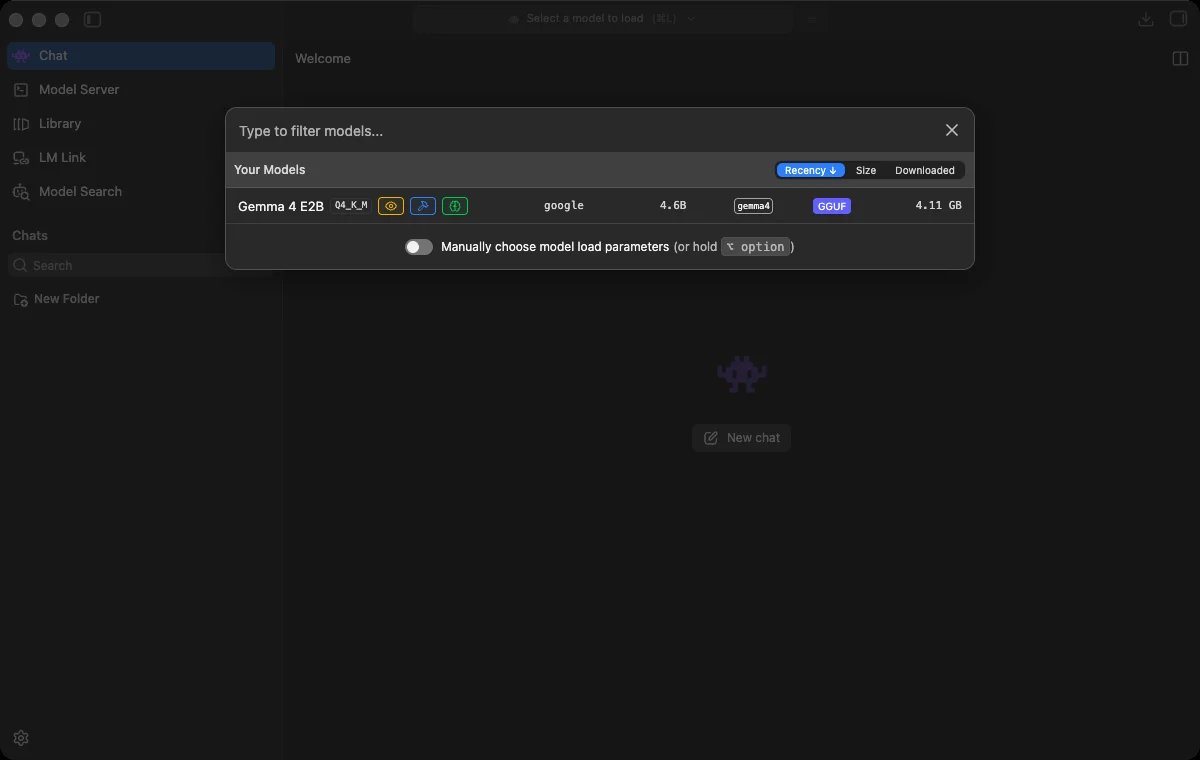 Select a model to load (⌘L)
Chat
Welcome
Model Server
Library
LM Link
Model Search
Chats
Search
New Folder
Type to filter models...
Your Models Recency ↓ Size Downloaded
Gemma 4 E2B Q4_K_M google 4.6B gemma4 GGUF 4.11 GB
Manually choose model load parameters (or hold ⌥ option)
New chat